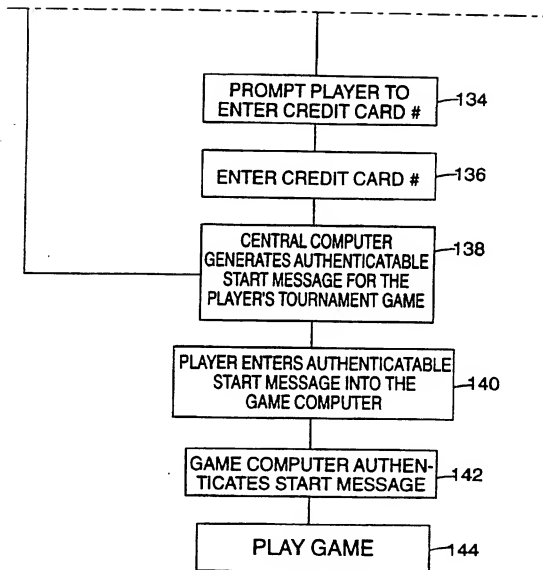 PROMPT PLAYER TO
ENTER CREDIT CARD #
134
ENTER CREDIT CARD #
136
CENTRAL COMPUTER
GENERATES AUTHENTICATABLE
START MESSAGE FOR THE
PLAYER'S TOURNAMENT GAME
138
PLAYER ENTERS AUTHENTICATABLE
START MESSAGE INTO THE
GAME COMPUTER
140
GAME COMPUTER AUTHEN-
TICATES START MESSAGE
142
PLAY GAME
144